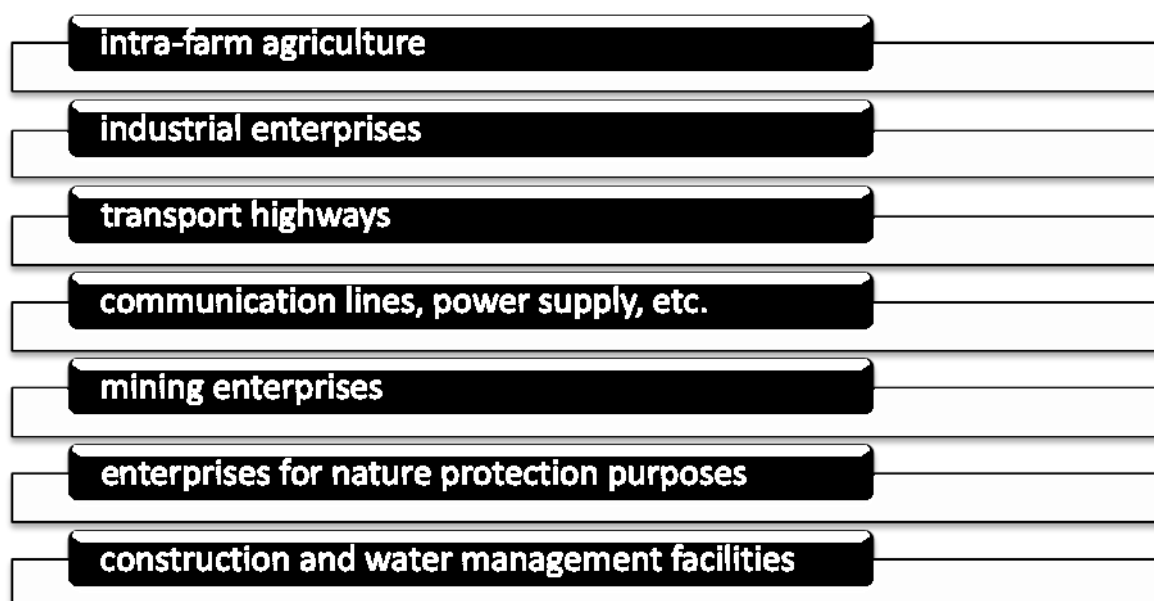 intra-farm agriculture
industrial enterprises
transport highways
communication lines, power supply, etc.
mining enterprises
enterprises for nature protection purposes
construction and water management facilities